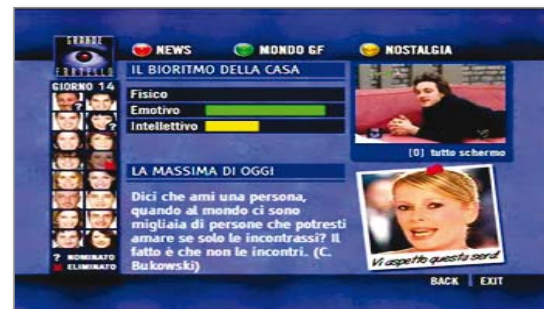 GRANDE
FRATELLO
NEWS
MONDO GF
NOSTALGIA
GIORNO 14
IL BIORITMO DELLA CASA
Fisico
Emotivo
Intellettivo
[0] tutto schermo
LA MASSIMA DI OGGI
Dici che ami una persona,
quando al mondo ci sono
migliaia di persone che potresti
amare se solo le incontrassi? Il
fatto è che non le incontri. (C.
Bukowski)
? NOMINATO
ELIMINATO
Vi aspetto questa sera!
BACK
EXIT